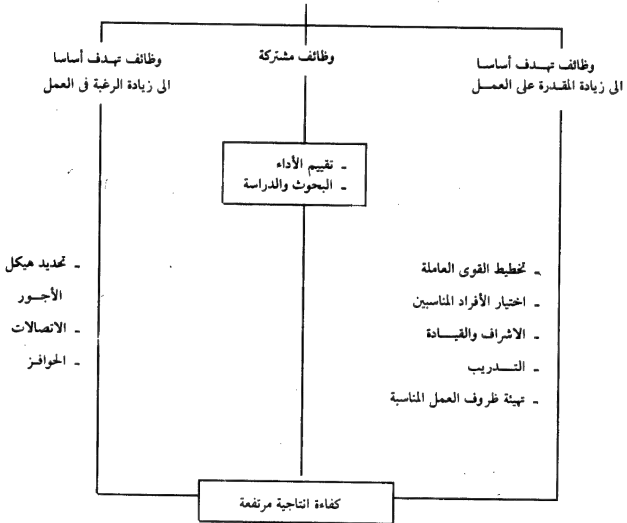 وظائف تهدف أساسا
الى زيادة المقدرة على العمل
وظائف مشتركة
وظائف تهدف أساسا
الى زيادة الرغبة فى العمل
- تقييم الأداء
- البحوث والدراسة
- تخطيط القوى العاملة
- اختيار الأفراد المناسبين
- الاشراف والقيادة
- التدريب
- تهيئة ظروف العمل المناسبة
- تحديد هيكل
الأجور
- الاتصالات
- الحوافز
كفاءة انتاجية مرتفعة